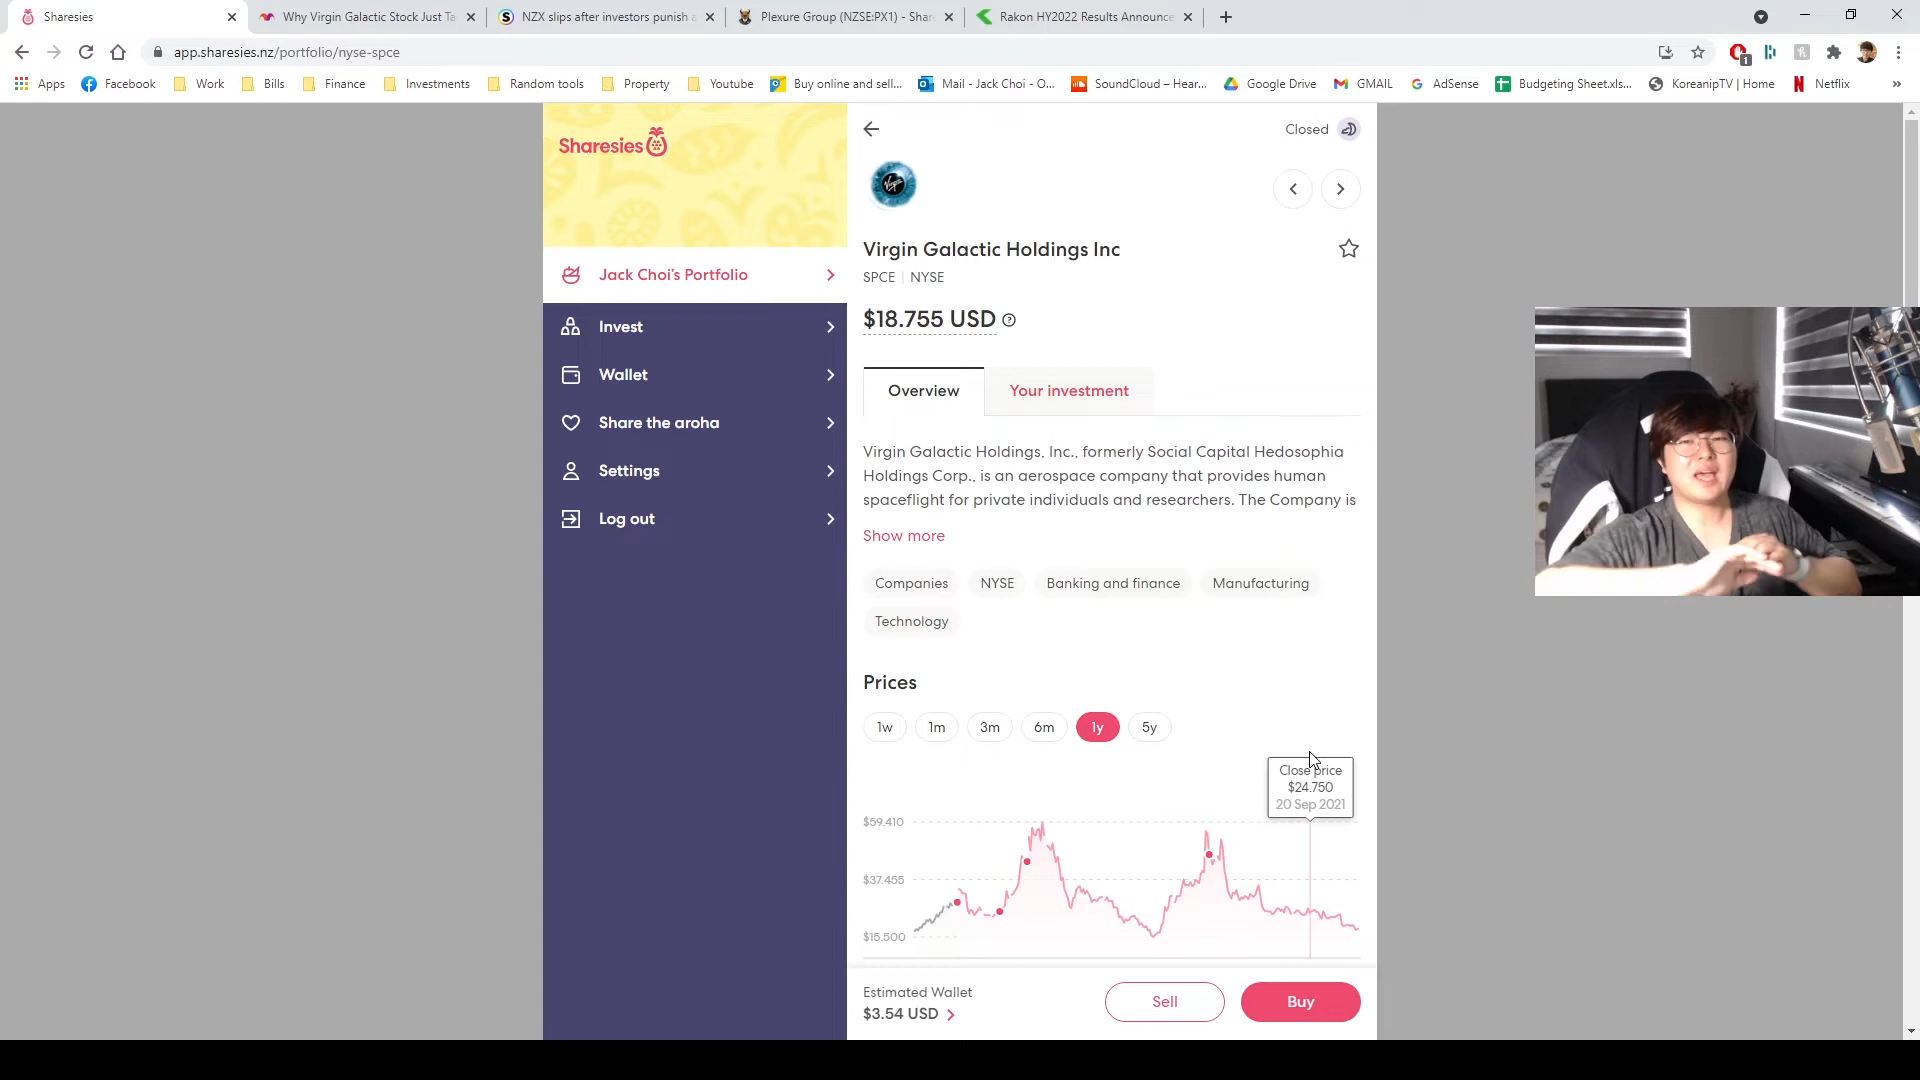 Sharesies
Why Virgin Galactic Stock Just Ta
NZX slips after investors punish a
Plexure Group (NZSE:PX1) - Share
Rakon HY2022 Results Announce
app.sharesies.nz/portfolio/nyse-spce
1
Apps
Facebook
Work
Bills
Finance
Investments
Random tools
Property
Youtube
Buy online and sell...
Mail - Jack Choi - O...
SoundCloud – Hear...
Google Drive
GMAIL
AdSense
Budgeting Sheet.xls...
KoreanipTV | Home
Netflix
Sharesies
Jack Choi's Portfolio
Invest
Wallet
Share the aroha
Settings
Log out
Closed
Virgin
Virgin Galactic Holdings Inc
SPCE | NYSE
$18.755 USD
Overview
Your investment
Virgin Galactic Holdings, Inc., formerly Social Capital Hedosophia
Holdings Corp., is an aerospace company that provides human
spaceflight for private individuals and researchers. The Company is
Show more
Companies
NYSE
Banking and finance
Manufacturing
Technology
Prices
1w
1m
3m
6m
1y
5y
Close price
$24.750
20 Sep 2021
$59.410
$37.455
$15.500
Estimated Wallet
$3.54 USD
Sell
Buy